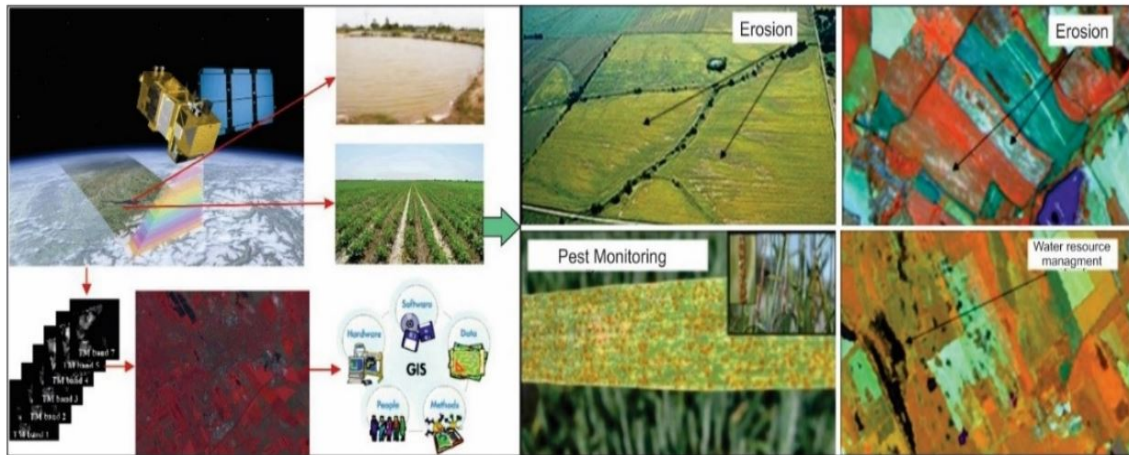 Erosion
Erosion
Pest Monitoring
Water resource
managment
TM band 7
TM band 5
TM band 4
TM band 3
TM band 2
TM band 1
Software
Hardware
Data
GIS
People
Methods